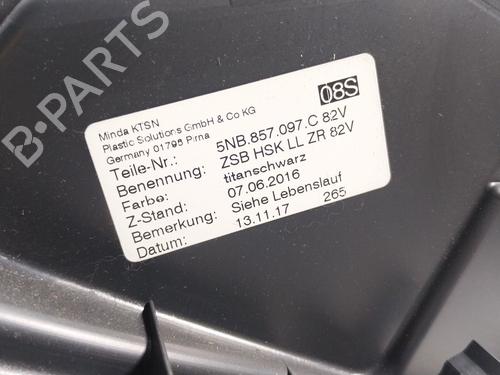 B-PARTS
08S
Minda KTSN
Plastic Solutions GmbH & Co KG
Germany 01796 Pirna
Teile-Nr.: 5NB.857.097.C 82V
Benennung: ZSB HSK LL ZR 82V
Farbe: titanschwarz
Z-Stand: 07.06.2016
Bemerkung: Siehe Lebenslauf
Datum: 13.11.17 265